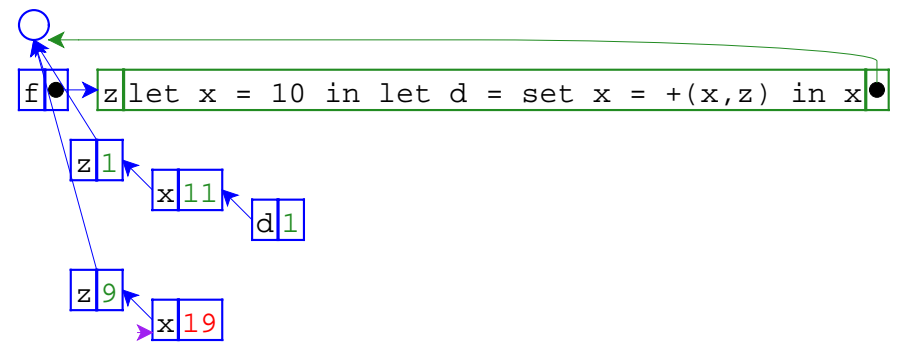 f z let x = 10 in let d = set x = +(x,z) in x
z 1
x 11
d 1
z 9
x 19